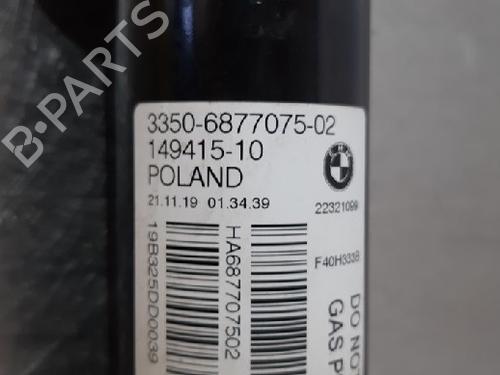 B-PARTS
3350-6877075-02
149415-10
POLAND
21.11.19 01.34.39
22321099
F40H333B
19B325DD0039
HA687707502
DO NOT
GAS P